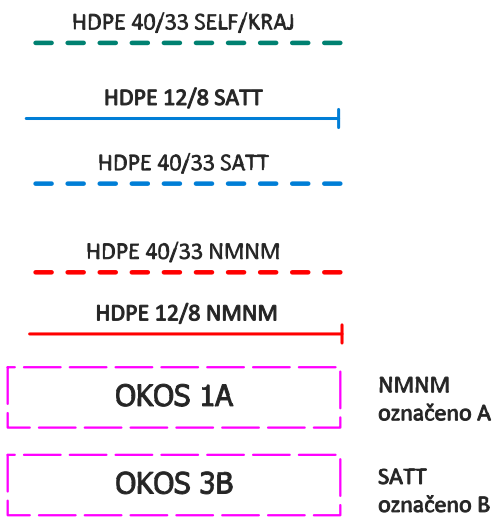 HDPE 40/33 SELF/KRAJ
HDPE 12/8 SATT
HDPE 40/33 SATT
HDPE 40/33 NMNM
HDPE 12/8 NMNM
OKOS 1A
NMNM
označeno A
OKOS 3B
SATT
označeno B